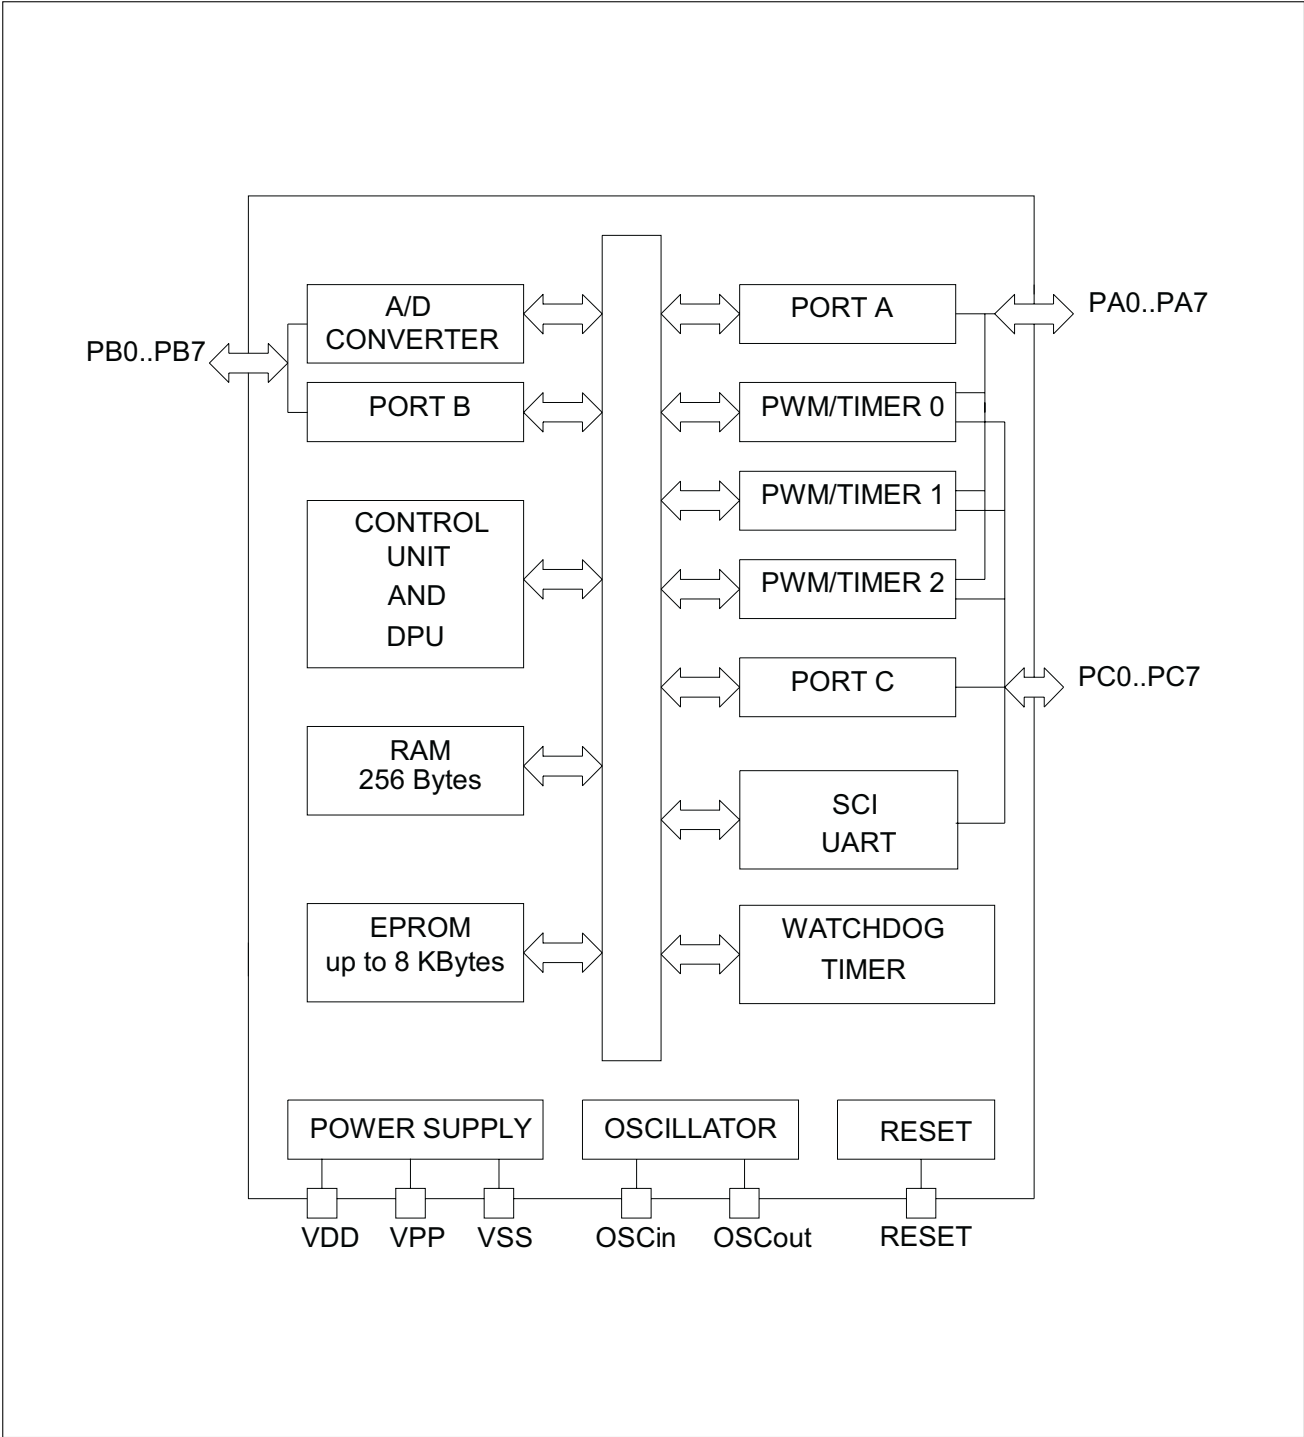 A/D
CONVERTER
PB0..PB7
PORT B
CONTROL
UNIT
AND
DPU
RAM
256 Bytes
EPROM
up to 8 KBytes
PORT A
PA0..PA7
PWM/TIMER 0
PWM/TIMER 1
PWM/TIMER 2
PORT C
PC0..PC7
SCI
UART
WATCHDOG
TIMER
POWER SUPPLY
OSCILLATOR
RESET
VDD
VPP
VSS
OSCin
OSCout
RESET